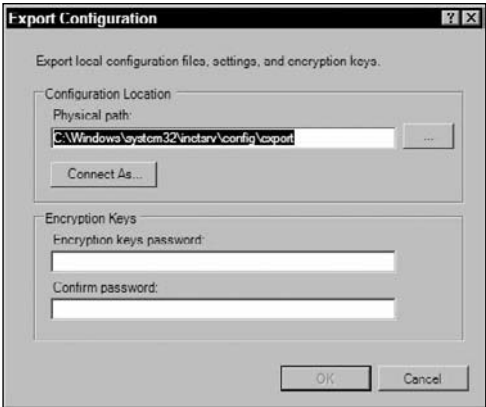 Export Configuration
Export local configuration files, settings, and encryption keys.
Configuration Location
Physical path:
C:\Windows\system32\inetsrv\config\export
...
Connect As...
Encryption Keys
Encryption keys password:
Confirm password:
OK
Cancel